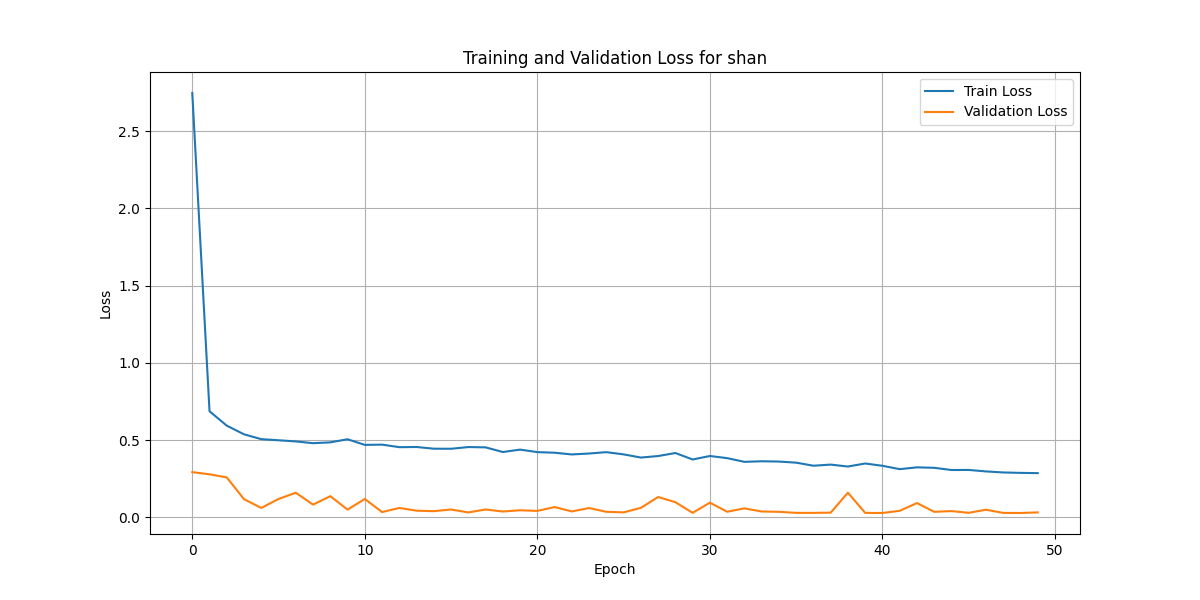 Training and Validation Loss for shan
Train Loss
Validation Loss
2.5
2.0
1.5
1.0
0.5
0.0
Loss
0 10 20 30 40 50
Epoch